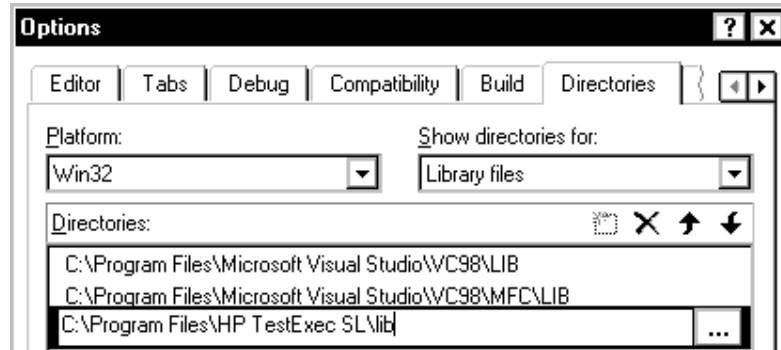 Options
Editor Tabs Debug Compatibility Build Directories
Platform: Show directories for:
Win32 Library files
Directories:
C:\Program Files\Microsoft Visual Studio\VC98\LIB
C:\Program Files\Microsoft Visual Studio\VC98\MFC\LIB
C:\Program Files\HP TestExec SL\lib ...